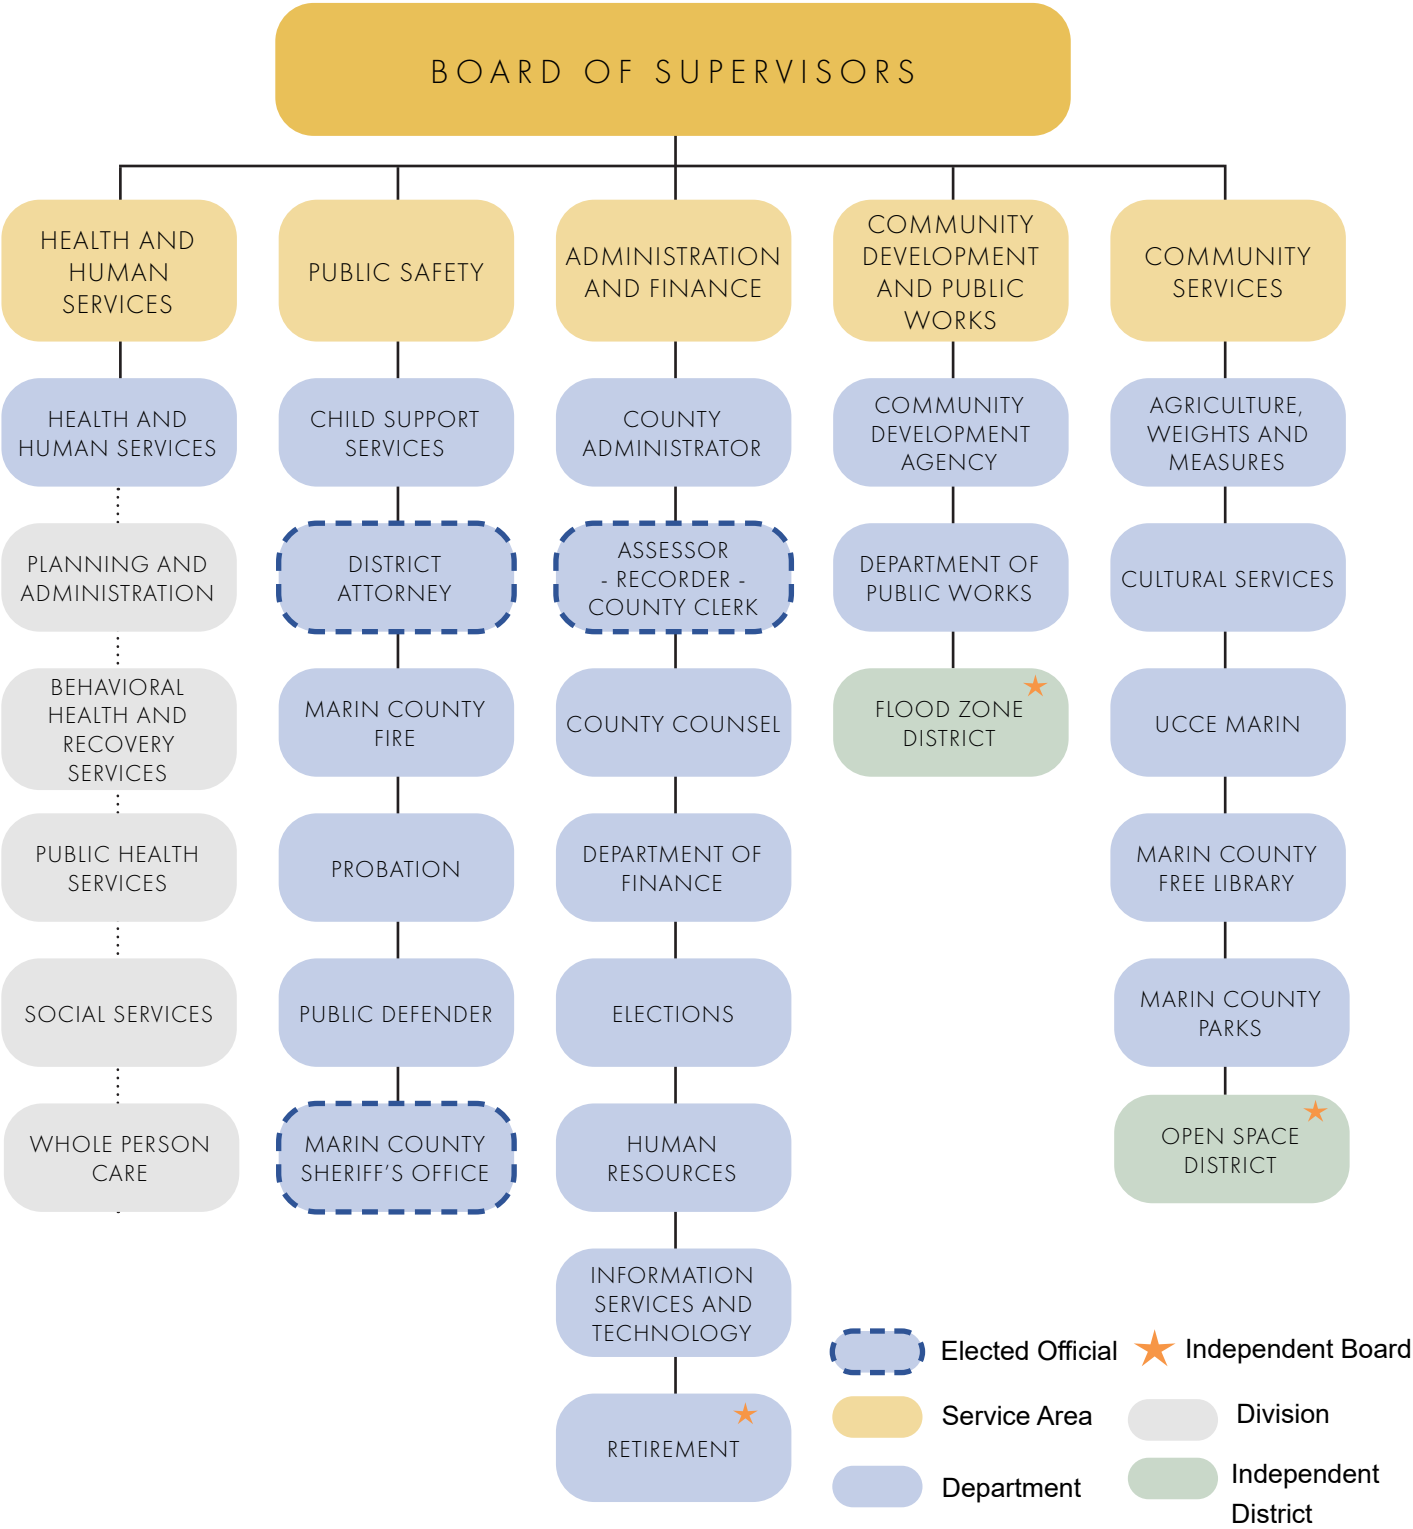 BOARD OF SUPERVISORS
HEALTH AND
HUMAN
SERVICES
PUBLIC SAFETY
ADMINISTRATION
AND FINANCE
COMMUNITY
DEVELOPMENT
AND PUBLIC
WORKS
COMMUNITY
SERVICES
HEALTH AND
HUMAN SERVICES
PLANNING AND
ADMINISTRATION
BEHAVIORAL
HEALTH AND
RECOVERY
SERVICES
PUBLIC HEALTH
SERVICES
SOCIAL SERVICES
WHOLE PERSON
CARE
CHILD SUPPORT
SERVICES
DISTRICT
ATTORNEY
MARIN COUNTY
FIRE
PROBATION
PUBLIC DEFENDER
MARIN COUNTY
SHERIFF'S OFFICE
COUNTY
ADMINISTRATOR
ASSESSOR
- RECORDER -
COUNTY CLERK
COUNTY COUNSEL
DEPARTMENT OF
FINANCE
ELECTIONS
HUMAN
RESOURCES
INFORMATION
SERVICES AND
TECHNOLOGY
RETIREMENT
COMMUNITY
DEVELOPMENT
AGENCY
DEPARTMENT OF
PUBLIC WORKS
FLOOD ZONE
DISTRICT
AGRICULTURE,
WEIGHTS AND
MEASURES
CULTURAL SERVICES
UCCE MARIN
MARIN COUNTY
FREE LIBRARY
MARIN COUNTY
PARKS
OPEN SPACE
DISTRICT
Elected Official
Independent Board
Service Area
Division
Department
Independent
District